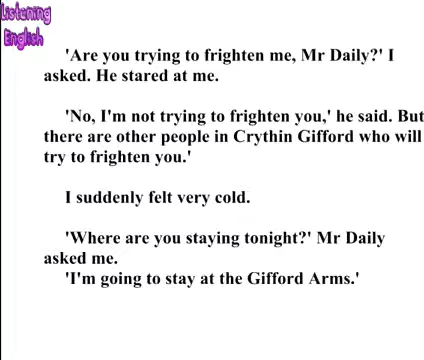 Listening
English
'Are you trying to frighten me, Mr Daily?' I
asked. He stared at me.
'No, I'm not trying to frighten you,' he said. But
there are other people in Crythin Gifford who will
try to frighten you.'
I suddenly felt very cold.
'Where are you staying tonight?' Mr Daily
asked me.
'I'm going to stay at the Gifford Arms.'